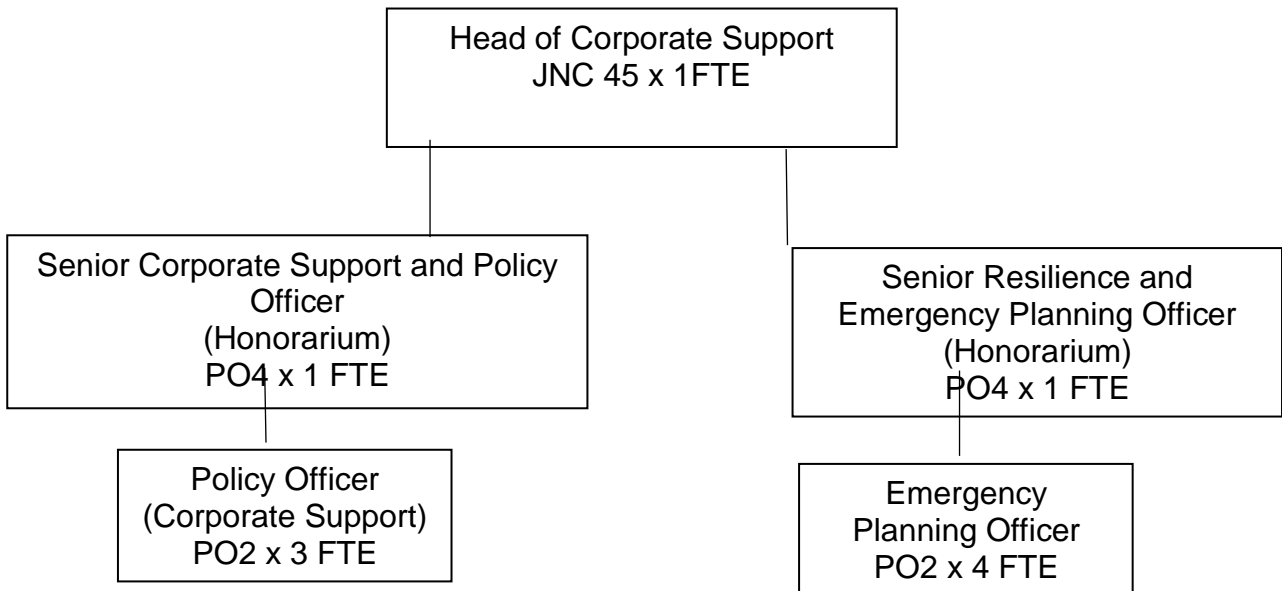 Head of Corporate Support
JNC 45 x 1FTE
Senior Corporate Support and Policy
Officer
(Honorarium)
PO4 x 1 FTE
Senior Resilience and
Emergency Planning Officer
(Honorarium)
PO4 x 1 FTE
Policy Officer
(Corporate Support)
PO2 x 3 FTE
Emergency
Planning Officer
PO2 x 4 FTE